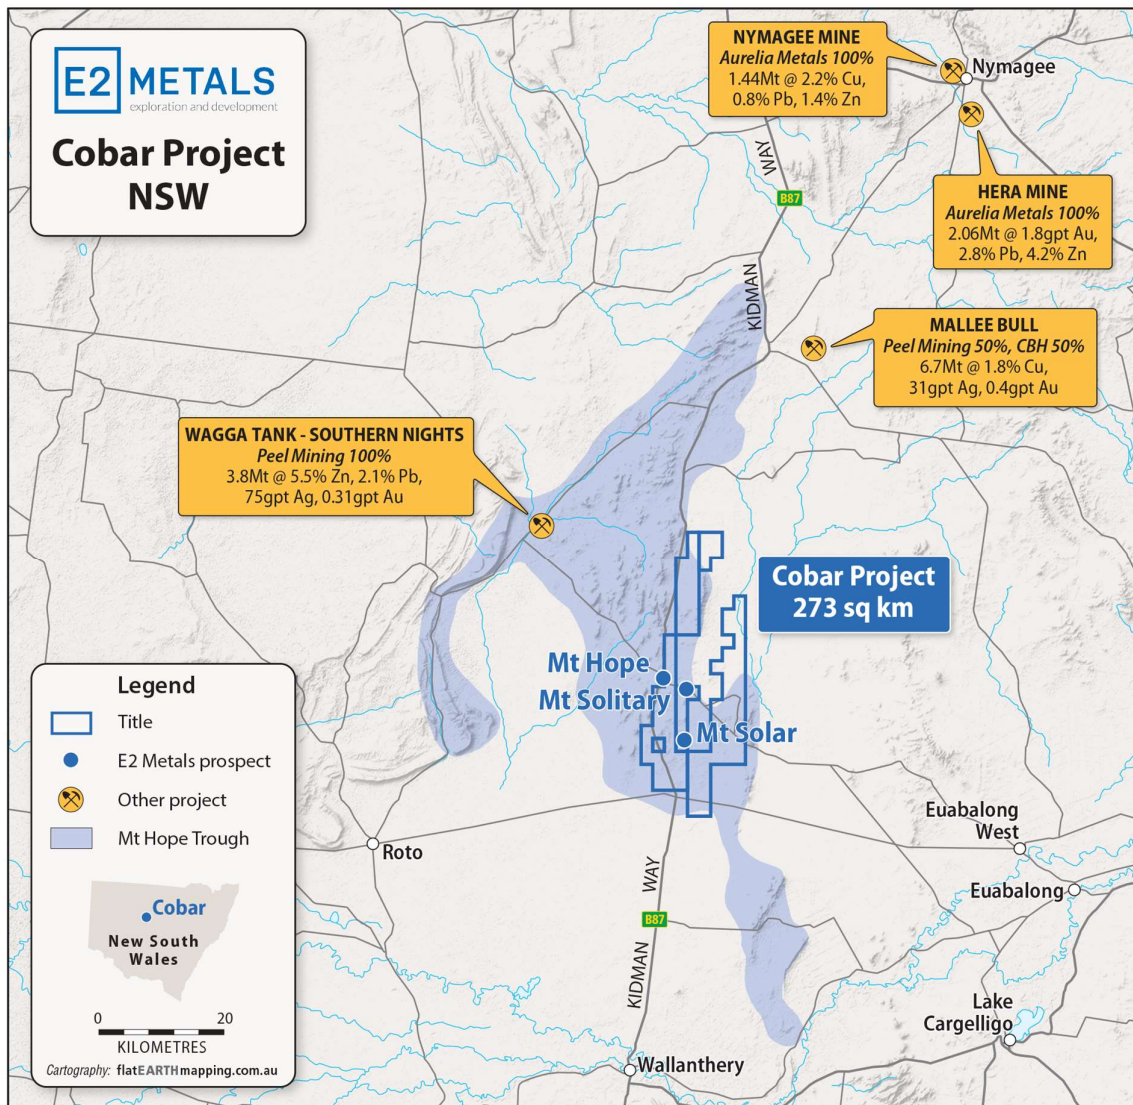 E2 METALS
exploration and development
Cobar Project
NSW
NYMAGEE MINE
Aurelia Metals 100%
1.44Mt @ 2.2% Cu,
0.8% Pb, 1.4% Zn
Nymagee
WAY
B87
HERA MINE
Aurelia Metals 100%
2.06Mt @ 1.8gpt Au,
2.8% Pb, 4.2% Zn
KIDMAN
MALLEE BULL
Peel Mining 50%, CBH 50%
6.7Mt @ 1.8% Cu,
31gpt Ag, 0.4gpt Au
WAGGA TANK - SOUTHERN NIGHTS
Peel Mining 100%
3.8Mt @ 5.5% Zn, 2.1% Pb,
75gpt Ag, 0.31gpt Au
Cobar Project
273 sq km
Mt Hope
Mt Solitary
Mt Solar
Legend
Title
E2 Metals prospect
Other project
Mt Hope Trough
Cobar
New South
Wales
0 20
KILOMETRES
Cartography: flatEARTHmapping.com.au
Roto
Euabalong
West
Euabalong
WAY
B87
KIDMAN
Lake
Cargelligo
Wallanthery